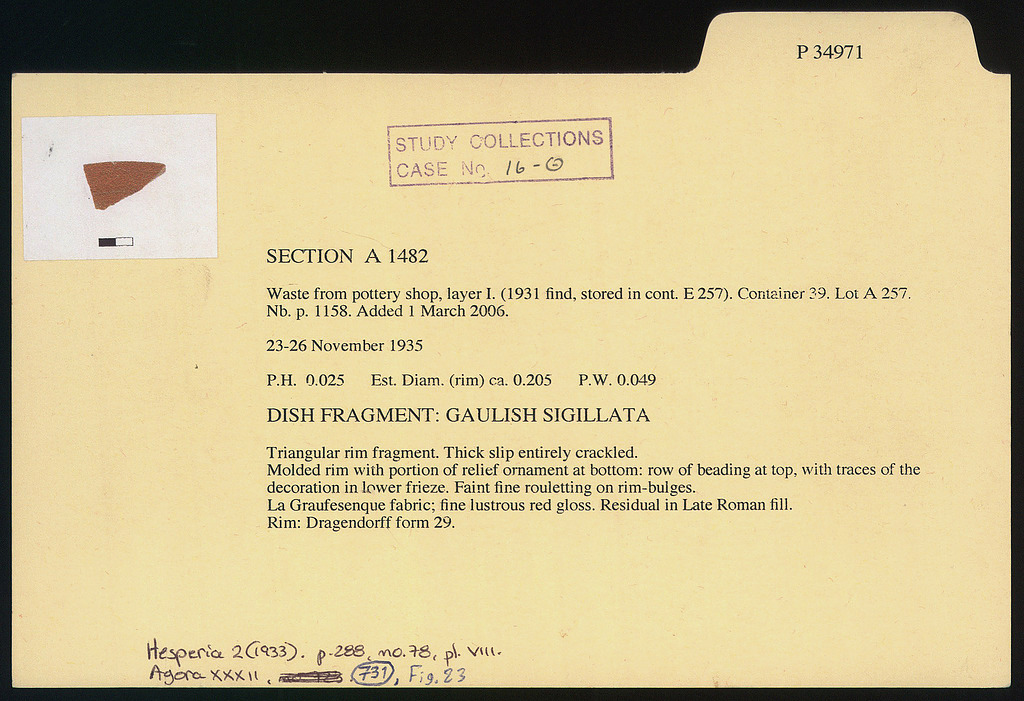 P 34971
STUDY COLLECTIONS
CASE No. 16-
SECTION A 1482
Waste from pottery shop, layer I. (1931 find, stored in cont. E 257). Container 39. Lot A 257.
Nb. p. 1158. Added 1 March 2006.
23-26 November 1935
P.H. 0.025 Est. Diam. (rim) ca. 0.205 P.W. 0.049
DISH FRAGMENT: GAULISH SIGILLATA
Triangular rim fragment. Thick slip entirely crackled.
Molded rim with portion of relief ornament at bottom: row of beading at top, with traces of the
decoration in lower frieze. Faint fine rouletting on rim-bulges.
La Graufesenque fabric; fine lustrous red gloss. Residual in Late Roman fill.
Rim: Dragendorff form 29.
Hesperia 2 (1933). p. 288, no. 78, pl. VIII.
Agora XXXII, 731, Fig. 23